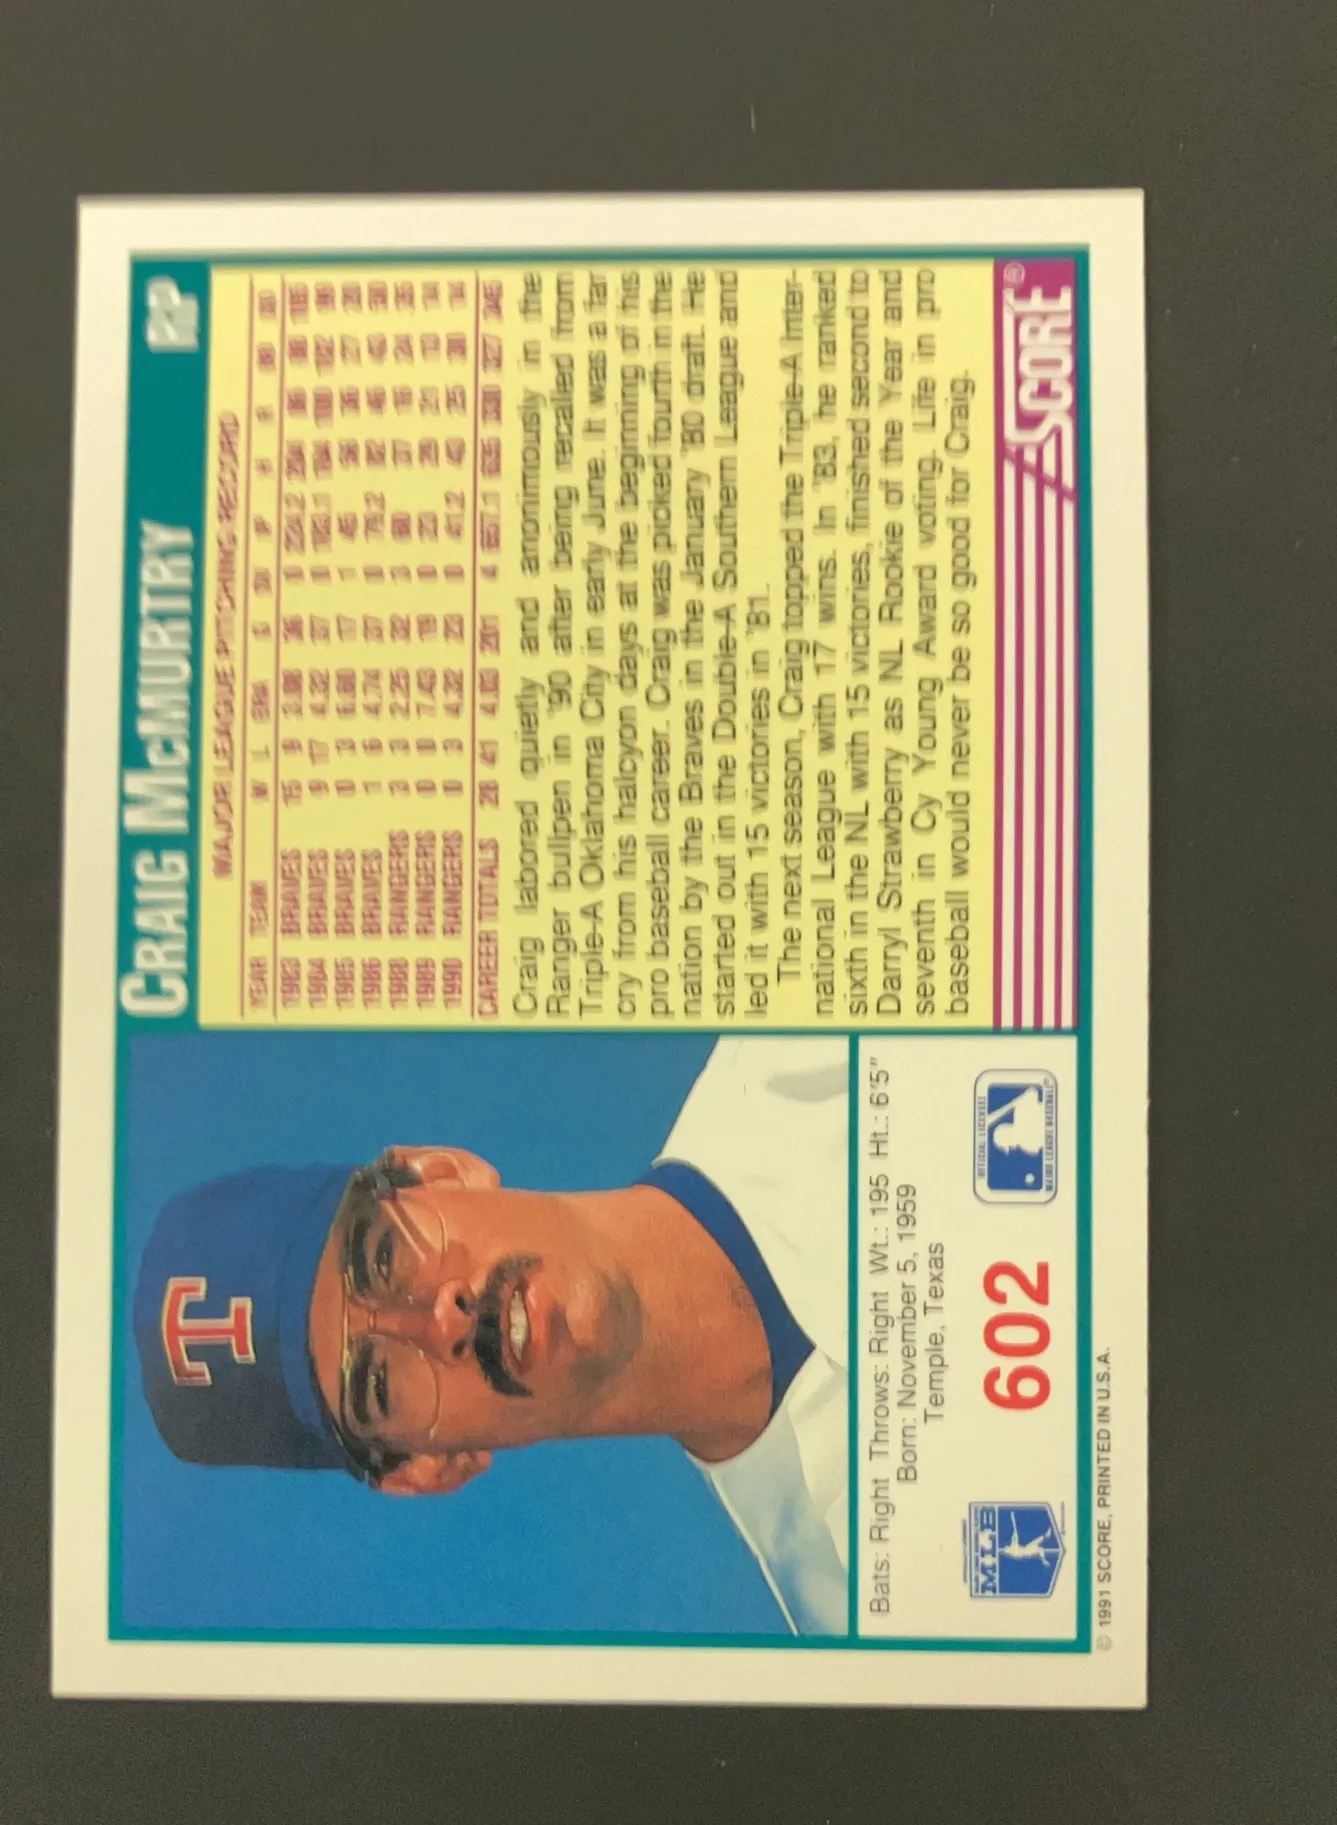 CRAIG McMURTRY RP
MAJOR LEAGUE PITCHING RECORD
YEAR TEAM W L ERA G SV IP H R BB SO
1983 BRAVES 15 9 3.08 36 0 224.2 204 86 88 105
1984 BRAVES 9 17 4.32 37 0 183.1 184 100 102 99
1985 BRAVES 0 3 6.60 17 1 45 56 36 27 28
1986 BRAVES 1 6 4.74 37 0 79.2 82 46 43 50
1988 RANGERS 3 3 2.25 32 3 60 37 16 24 35
1989 RANGERS 0 0 7.43 19 0 23 29 21 13 14
1990 RANGERS 0 3 4.32 23 0 41.2 43 25 30 14
CAREER TOTALS 28 41 4.03 201 4 657.1 635 330 327 345
Craig labored quietly and anonimously in the
Ranger bullpen in '90 after being recalled from
Triple-A Oklahoma City in early June. It was a far
cry from his halcyon days at the beginning of his
pro baseball career. Craig was picked fourth in the
nation by the Braves in the January '80 draft. He
started out in the Double-A Southern League and
led it with 15 victories in '81.
The next season, Craig topped the Triple-A Inter-
national League with 17 wins. In '83, he ranked
sixth in the NL with 15 victories, finished second to
Darryl Strawberry as NL Rookie of the Year and
seventh in Cy Young Award voting. Life in pro
baseball would never be so good for Craig.
SCORE®
T
Bats: Right Throws: Right Wt.: 195 Ht.: 6'5"
Born: November 5, 1959
Temple, Texas
MLB
602
OFFICIAL LICENSEE
MAJOR LEAGUE BASEBALL
© 1991 SCORE, PRINTED IN U.S.A.